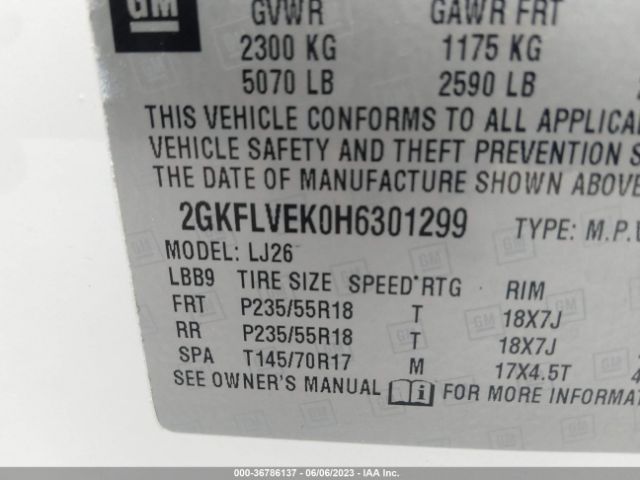 GM
GVWR GAWR FRT
2300 KG 1175 KG
5070 LB 2590 LB
THIS VEHICLE CONFORMS TO ALL
VEHICLE SAFETY AND THEFT PREVENTION
THE DATE OF MANUFACTURE SHOWN ABOVE
2GKFLVEK0H6301299 TYPE: M.P.V
MODEL: LJ26
LBB9 TIRE SIZE SPEED RTG RIM
FRT P235/55R18 T 18X7J
RR P235/55R18 T 18X7J
SPA T145/70R17 M 17X4.5T
SEE OWNER'S MANUAL i FOR MORE
000-36786137 - 06/06/2023 - IAA Inc.